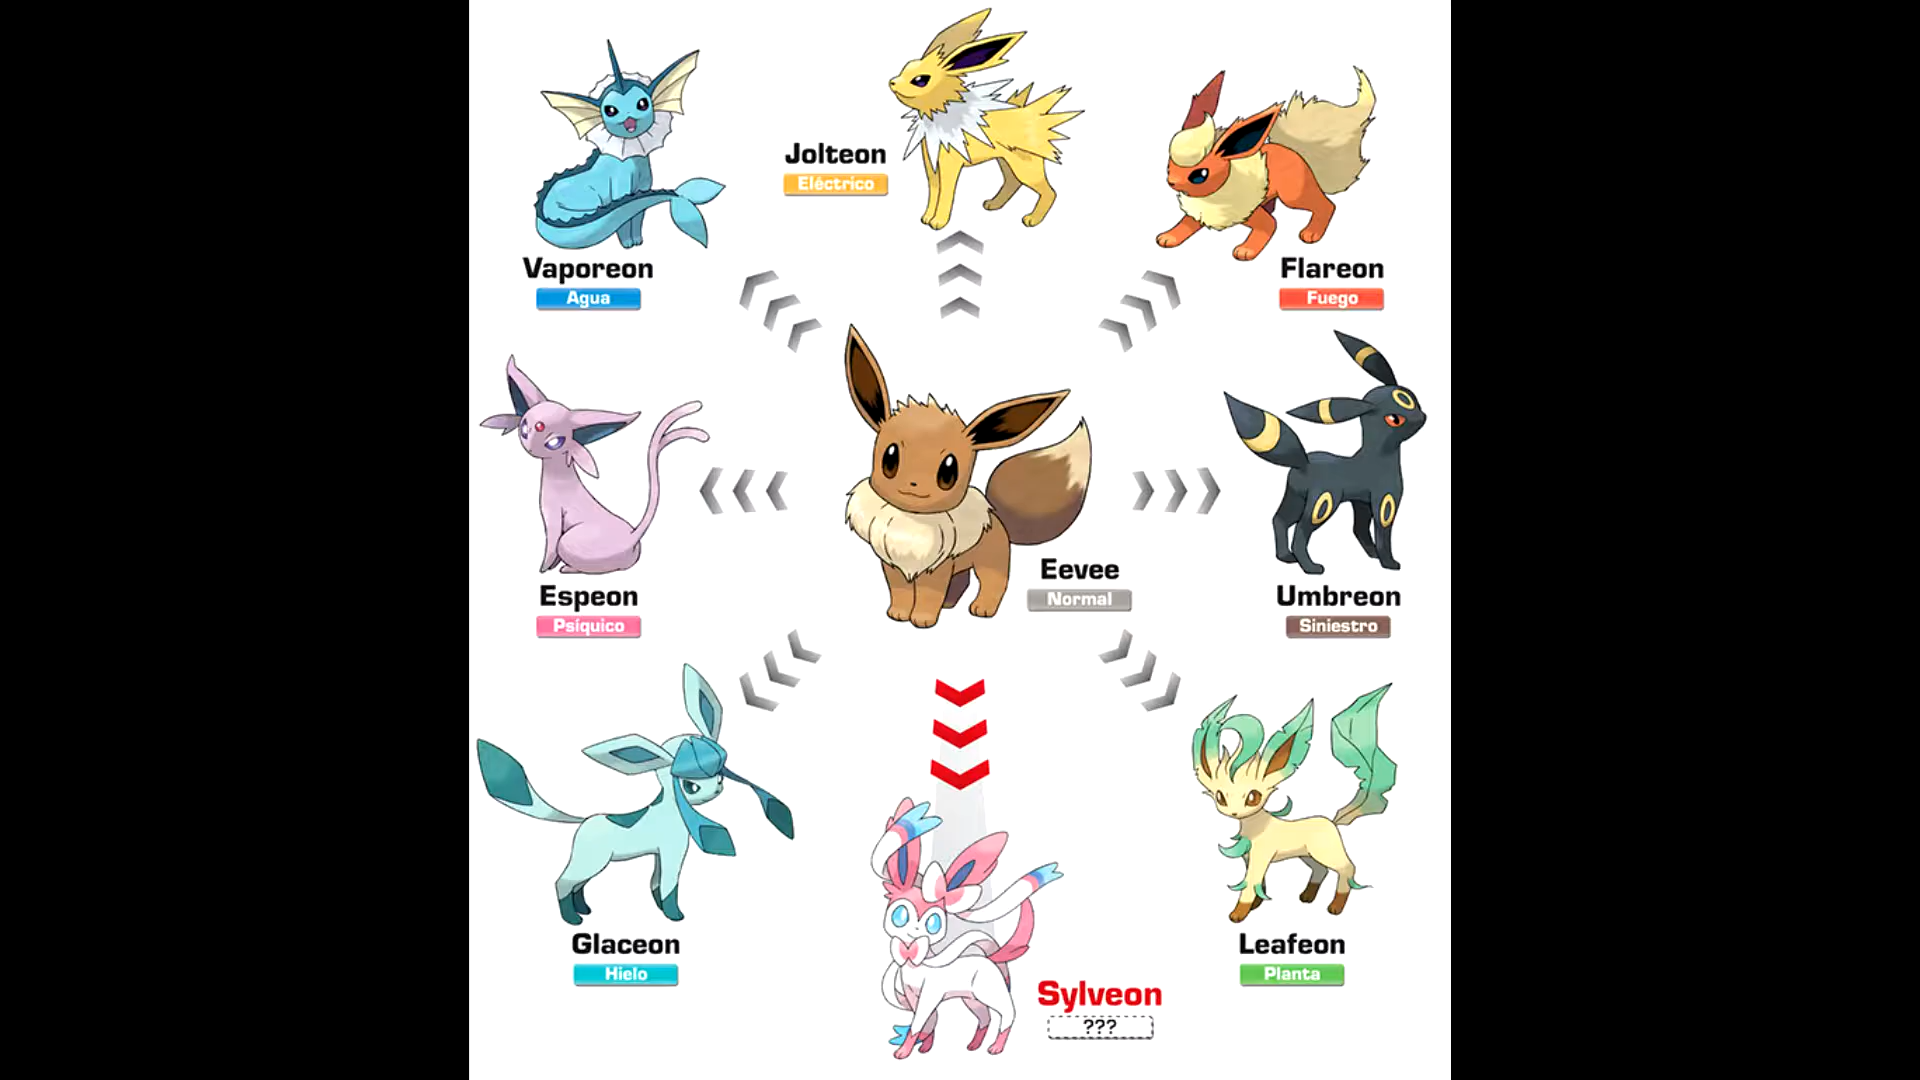 Jolteon
Eléctrico
Vaporeon
Agua
Flareon
Fuego
Eevee
Normal
Espeon
Psíquico
Umbreon
Siniestro
Glaceon
Hielo
Leafeon
Planta
Sylveon
???